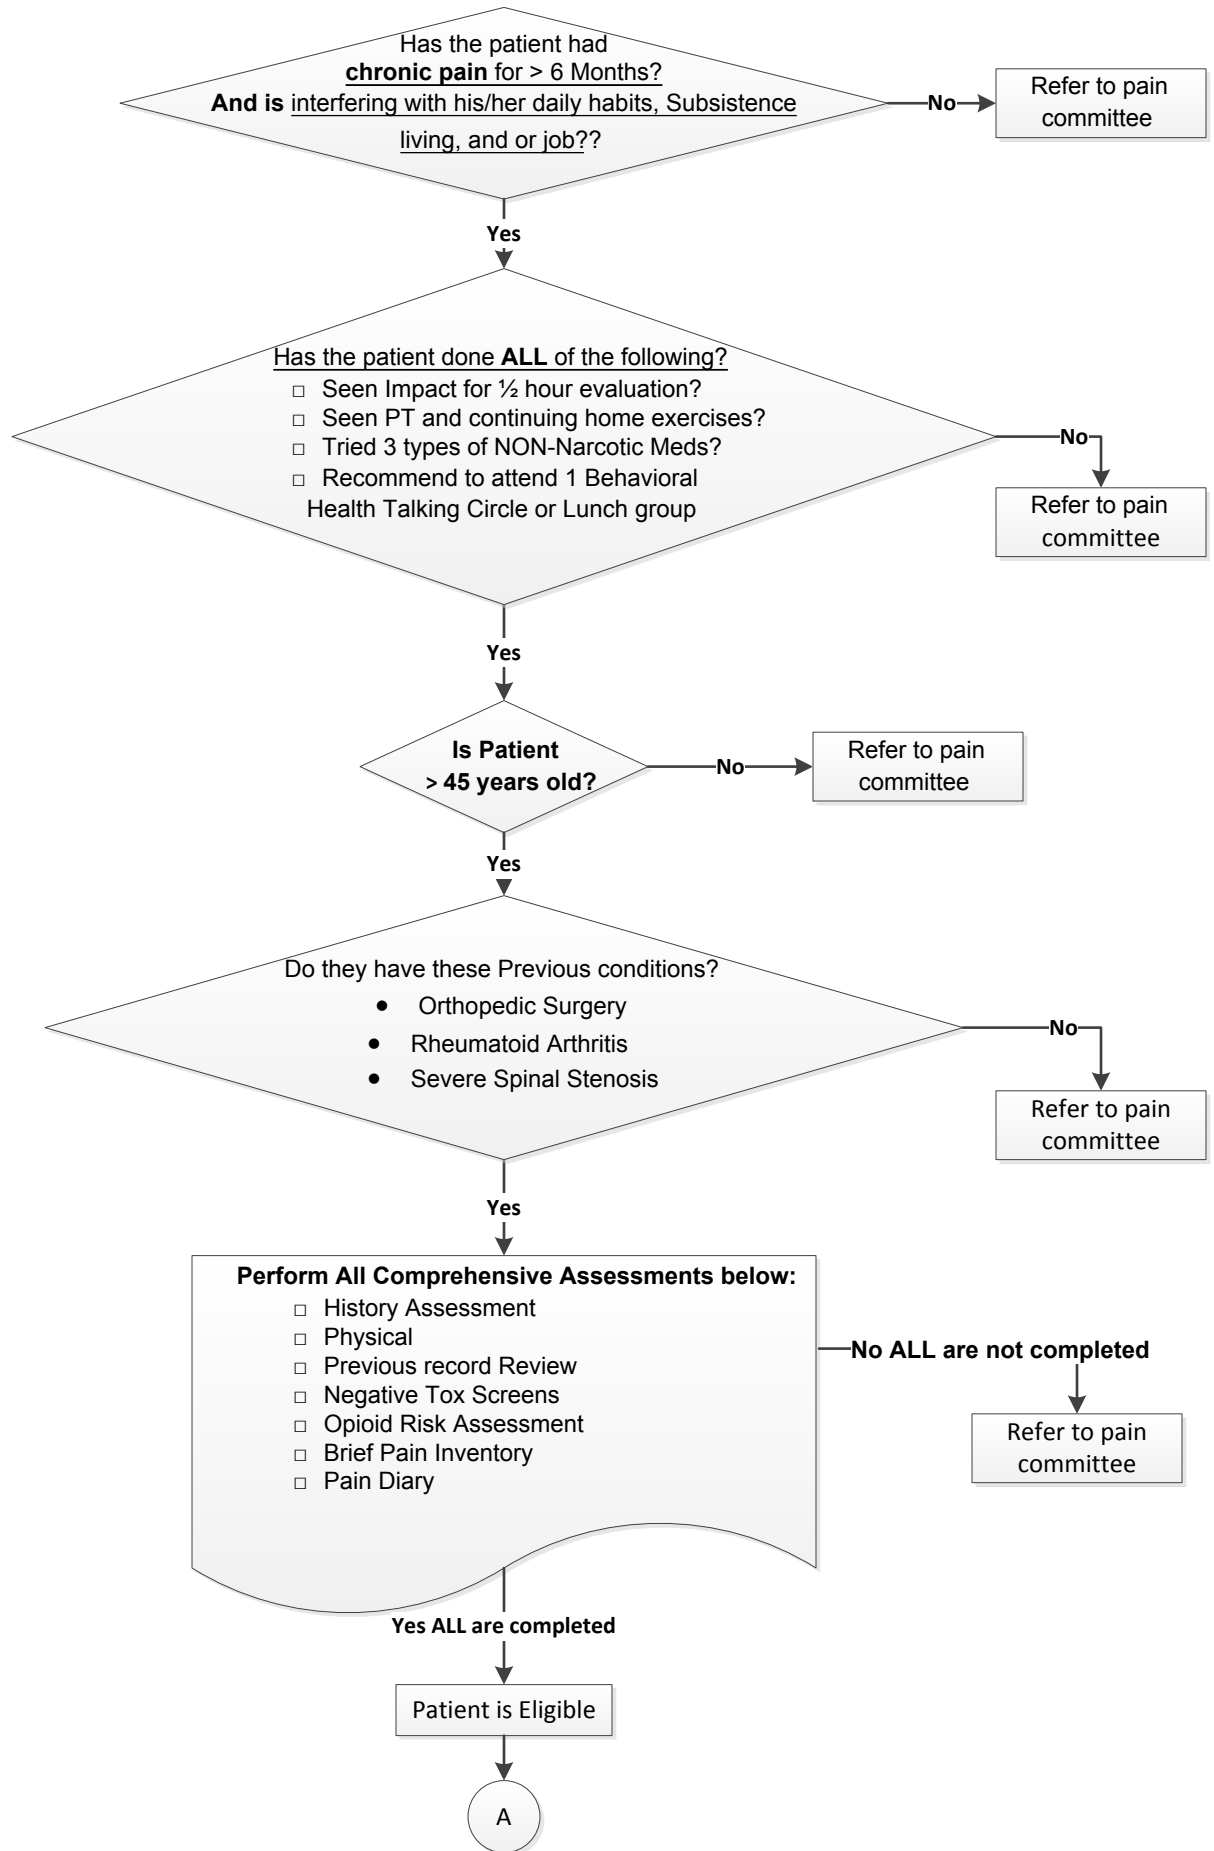 Has the patient had
chronic pain for > 6 Months?
And is interfering with his/her daily habits, Subsistence
living, and or job??
No
Refer to pain
committee
Yes
Has the patient done ALL of the following?
□ Seen Impact for ½ hour evaluation?
□ Seen PT and continuing home exercises?
□ Tried 3 types of NON-Narcotic Meds?
□ Recommend to attend 1 Behavioral
Health Talking Circle or Lunch group
No
Refer to pain
committee
Yes
Is Patient
> 45 years old?
No
Refer to pain
committee
Yes
Do they have these Previous conditions?
● Orthopedic Surgery
● Rheumatoid Arthritis
● Severe Spinal Stenosis
No
Refer to pain
committee
Yes
Perform All Comprehensive Assessments below:
□ History Assessment
□ Physical
□ Previous record Review
□ Negative Tox Screens
□ Opioid Risk Assessment
□ Brief Pain Inventory
□ Pain Diary
No ALL are not completed
Refer to pain
committee
Yes ALL are completed
Patient is Eligible
A